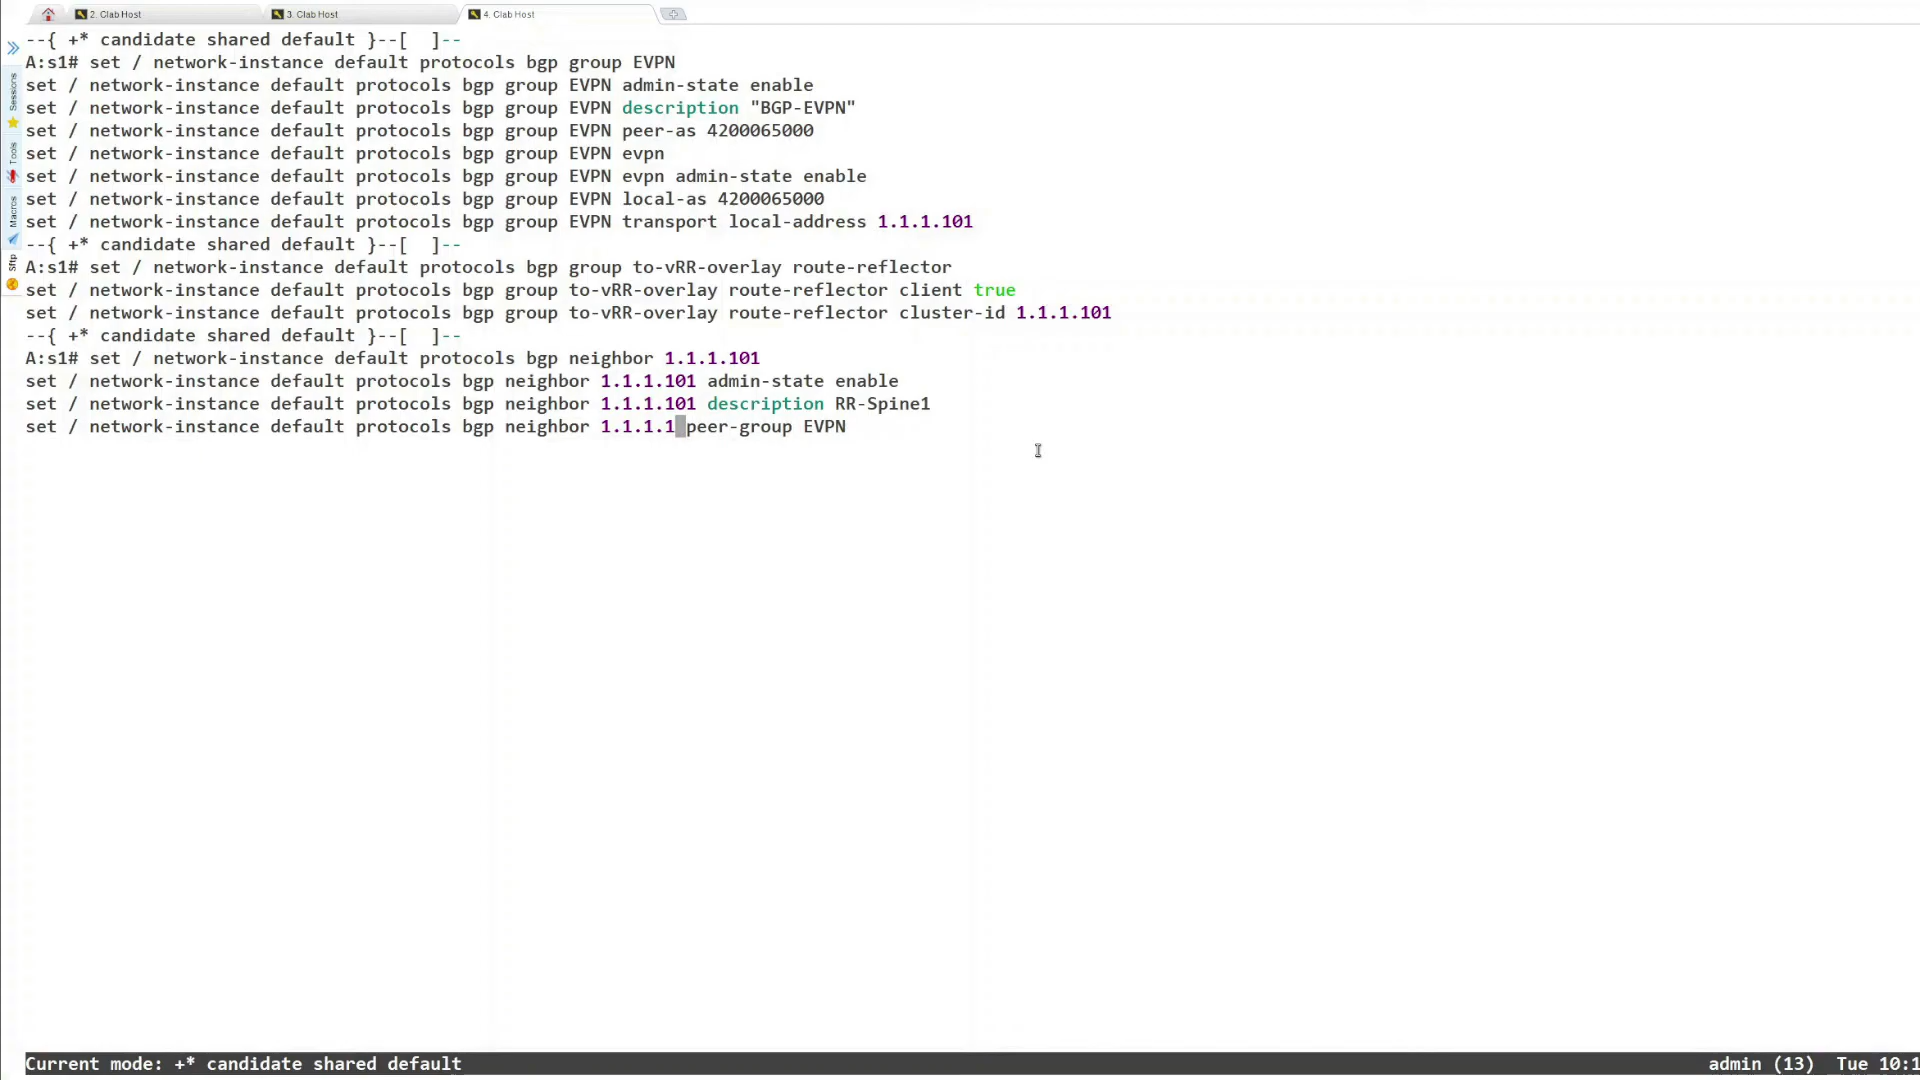 2. Clab Host
3. Clab Host
4. Clab Host
--{ +* candidate shared default }--[  ]--
A:s1# set / network-instance default protocols bgp group EVPN
set / network-instance default protocols bgp group EVPN admin-state enable
set / network-instance default protocols bgp group EVPN description "BGP-EVPN"
set / network-instance default protocols bgp group EVPN peer-as 4200065000
set / network-instance default protocols bgp group EVPN evpn
set / network-instance default protocols bgp group EVPN evpn admin-state enable
set / network-instance default protocols bgp group EVPN local-as 4200065000
set / network-instance default protocols bgp group EVPN transport local-address 1.1.1.101
--{ +* candidate shared default }--[  ]--
A:s1# set / network-instance default protocols bgp group to-vRR-overlay route-reflector
set / network-instance default protocols bgp group to-vRR-overlay route-reflector client true
set / network-instance default protocols bgp group to-vRR-overlay route-reflector cluster-id 1.1.1.101
--{ +* candidate shared default }--[  ]--
A:s1# set / network-instance default protocols bgp neighbor 1.1.1.101
set / network-instance default protocols bgp neighbor 1.1.1.101 admin-state enable
set / network-instance default protocols bgp neighbor 1.1.1.101 description RR-Spine1
set / network-instance default protocols bgp neighbor 1.1.1.1 peer-group EVPN
Sessions
Tools
Macros
Sftp
Current mode: +* candidate shared default
admin (13)  Tue 10:1